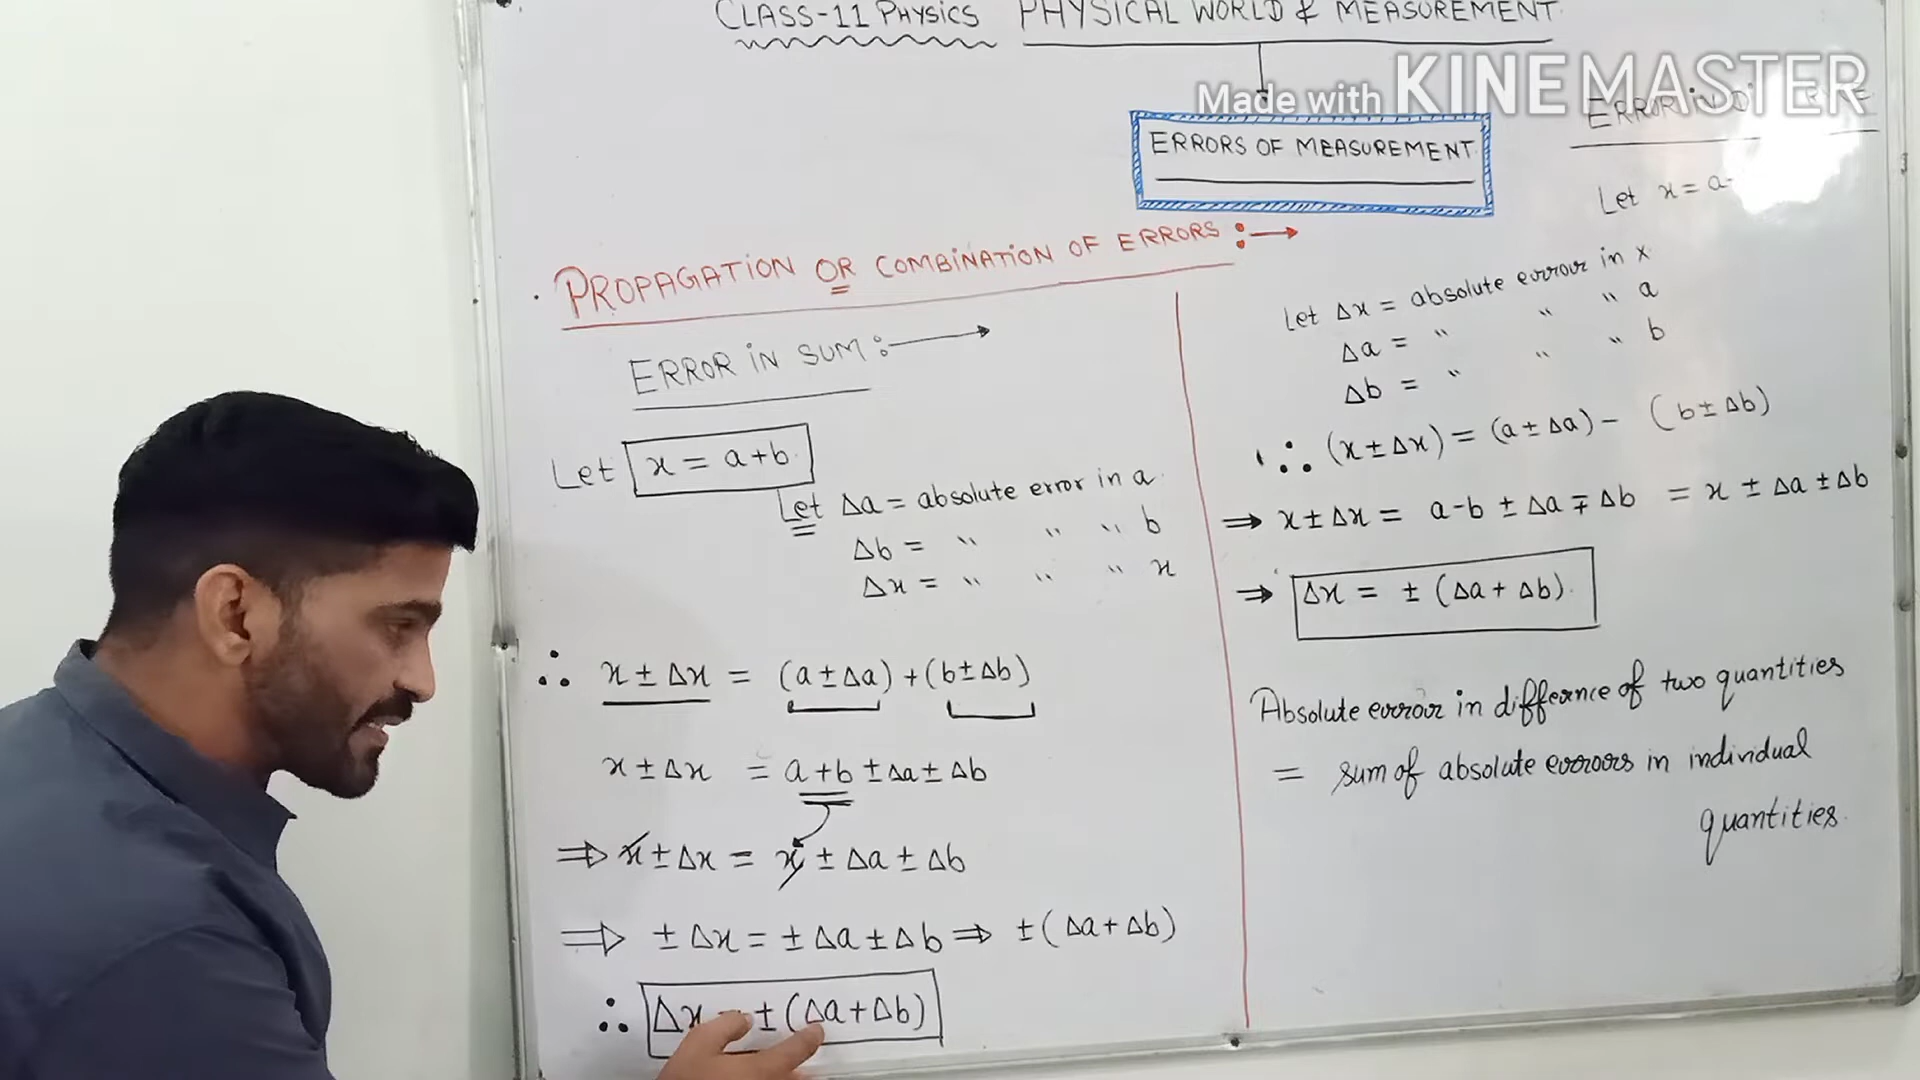 CLASS-11 PHYSICS PHYSICAL WORLD & MEASUREMENT
Made with KINEMASTER
ERRORS OF MEASUREMENT
PROPAGATION OR COMBINATION OF ERRORS :→
ERROR IN SUM :→
Let x = a+b
Let Δa = absolute error in a
Δb = " " " b
Δx = " " " x
∴ x ± Δx = (a ± Δa) + (b ± Δb)
x ± Δx = a+b ± Δa ± Δb
⇒ x ± Δx = x ± Δa ± Δb
⇒ ± Δx = ± Δa ± Δb ⇒ ± (Δa + Δb)
∴ Δx = ± (Δa + Δb)
ERROR IN
Let x = a-
Let Δx = absolute error in x
Δa = " " " a
Δb = " " " b
∴ (x ± Δx) = (a ± Δa) - (b ± Δb)
⇒ x ± Δx = a-b ± Δa ∓ Δb = x ± Δa ± Δb
⇒ Δx = ± (Δa + Δb).
Absolute error in differnce of two quantities
= sum of absolute errors in individual
quantities.